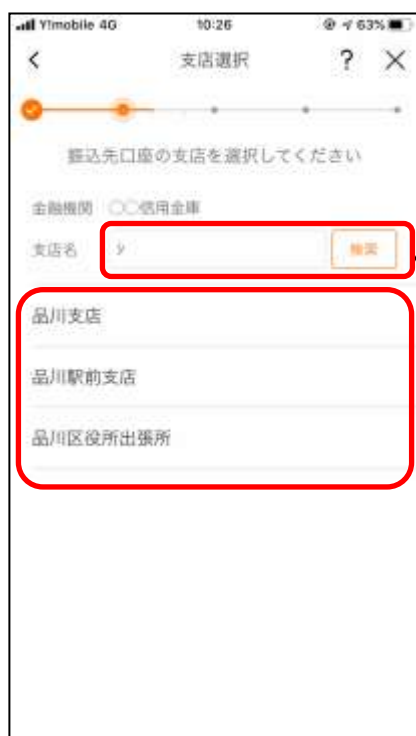 Y!mobile 4G 10:26 63%
支店選択 ?
振込先口座の支店を選択してください
金融機関 〇〇信用金庫
支店名 シ 検索
品川支店
品川駅前支店
品川区役所出張所